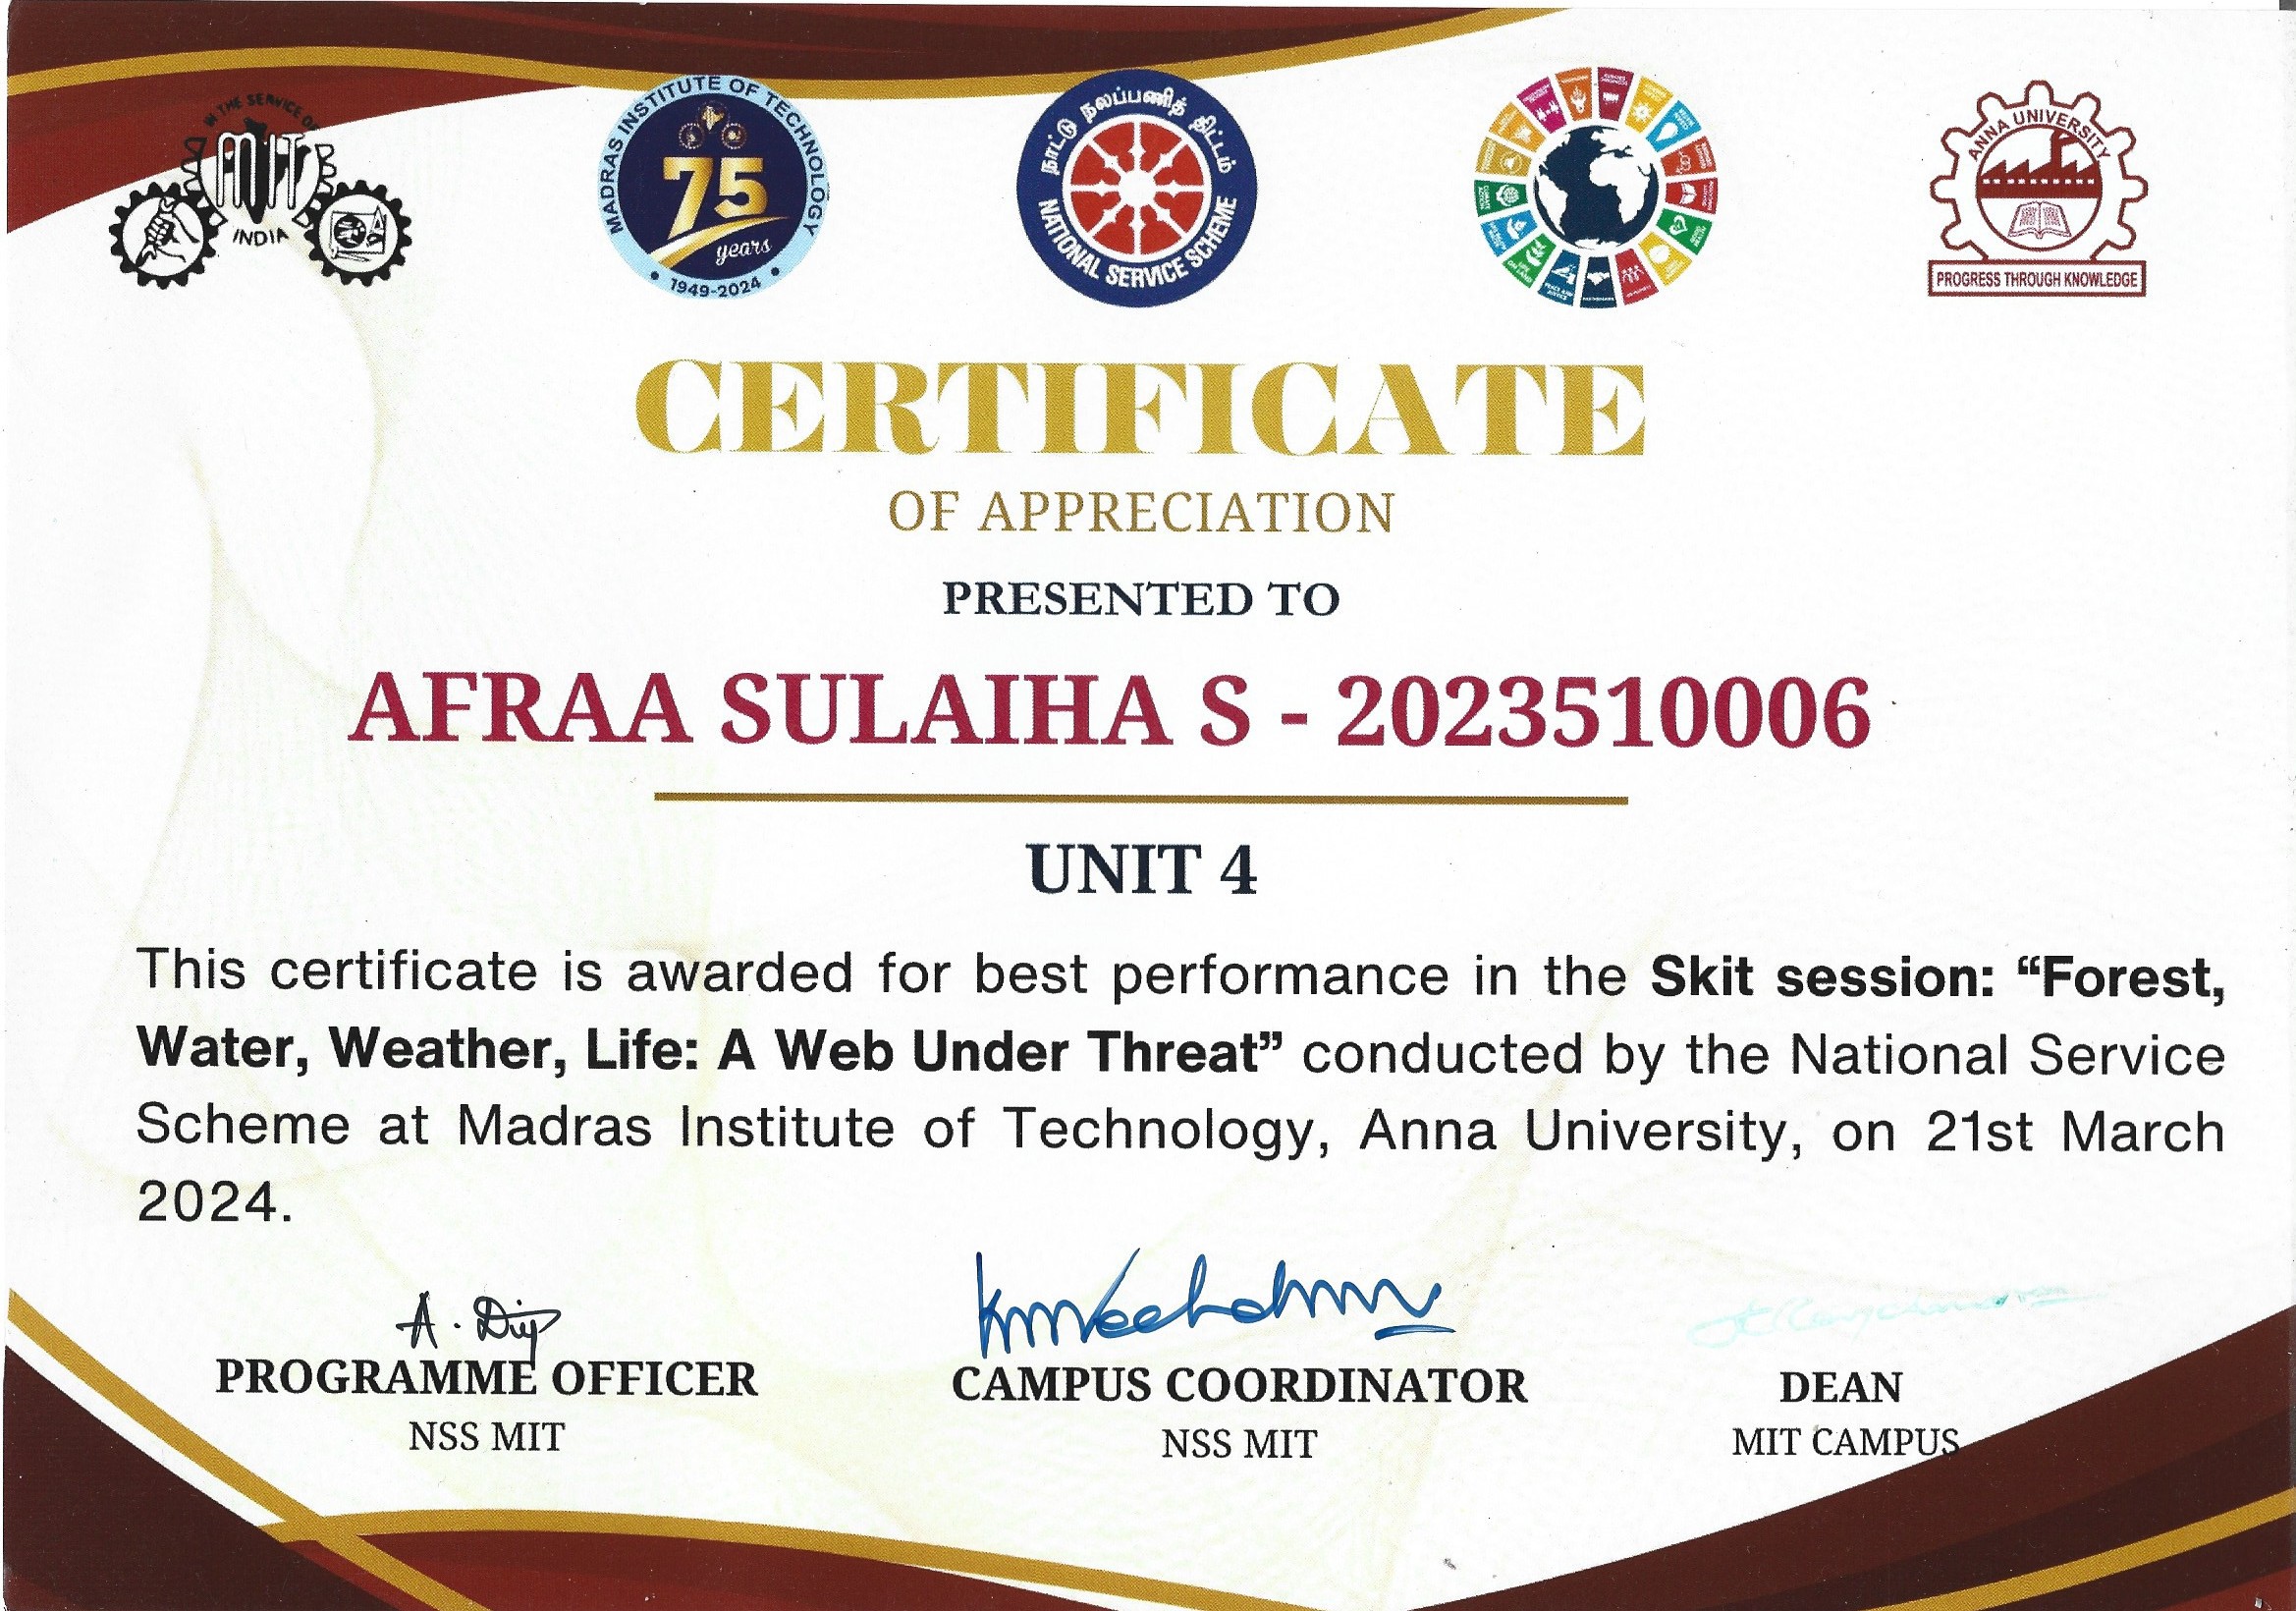 IN THE SERVICE OF
MIT
INDIA
MADRAS INSTITUTE OF TECHNOLOGY
75
years
1949-2024
நாட்டு நலப்பணித் திட்டம்
NATIONAL SERVICE SCHEME
ANNA UNIVERSITY
PROGRESS THROUGH KNOWLEDGE
CERTIFICATE
OF APPRECIATION
PRESENTED TO
AFRAA SULAIHA S - 2023510006
UNIT 4
This certificate is awarded for best performance in the Skit session: “Forest,
Water, Weather, Life: A Web Under Threat” conducted by the National Service
Scheme at Madras Institute of Technology, Anna University, on 21st March
2024.
PROGRAMME OFFICER
NSS MIT
CAMPUS COORDINATOR
NSS MIT
DEAN
MIT CAMPUS